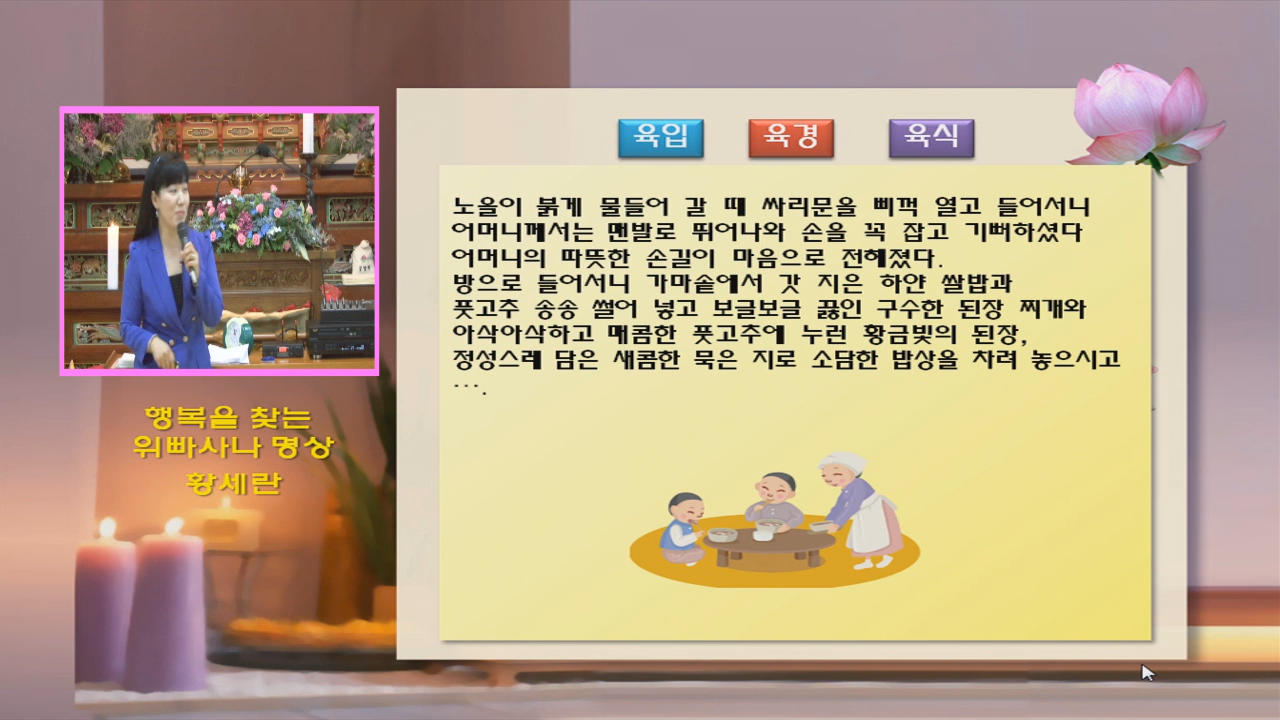 육입 육경 육식
노을이 붉게 물들어 갈 때 싸리문을 삐꺽 열고 들어서니
어머니께서는 맨발로 뛰어나와 손을 꼭 잡고 기뻐하셨다
어머니의 따뜻한 손길이 마음으로 전해졌다.
방으로 들어서니 가마솥에서 갓 지은 하얀 쌀밥과
풋고추 송송 썰어 넣고 보글보글 끓인 구수한 된장 찌개와
아삭아삭하고 매콤한 풋고추에 누런 황금빛의 된장,
정성스레 담은 새콤한 묵은 지로 소담한 밥상을 차려 놓으시고
….
행복을 찾는
위빠사나 명상
황세란